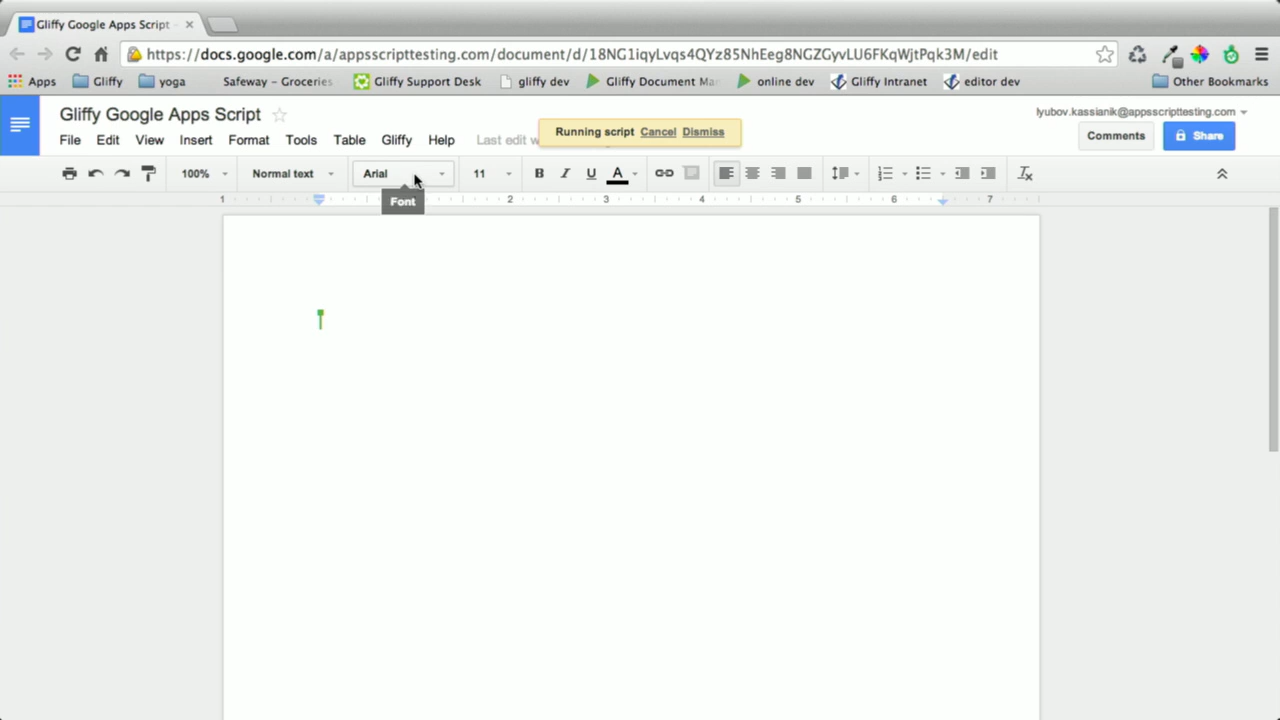 Gliffy Google Apps Script
https://docs.google.com/a/appsscripttesting.com/document/d/18NG1iqyLvqs4QYz85NhEeg8NGZGyvLU6FKqWjtPqk3M/edit
Apps Gliffy yoga Safeway – Groceries Gliffy Support Desk gliffy dev Gliffy Document Ma online dev Gliffy Intranet editor dev Other Bookmarks
Gliffy Google Apps Script
lyubov.kassianik@appsscripttesting.com
File Edit View Insert Format Tools Table Gliffy Help Last edit w
Running script Cancel Dismiss
Comments Share
100% Normal text Arial 11 B I U A
Font
1 1 2 3 4 5 6 7